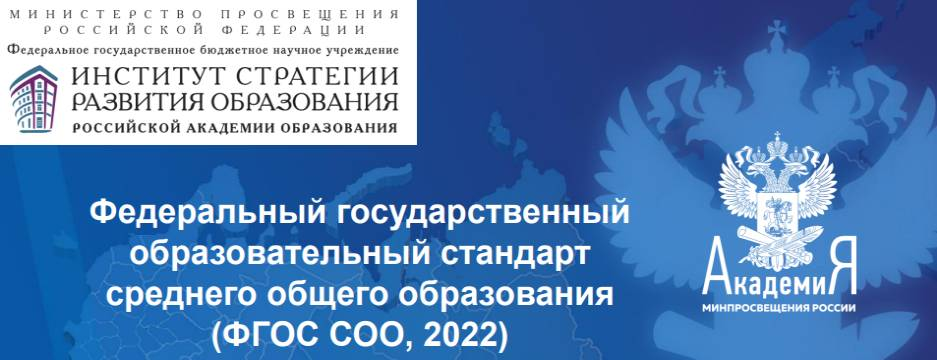 МИНИСТЕРСТВО ПРОСВЕЩЕНИЯ
РОССИЙСКОЙ ФЕДЕРАЦИИ
Федеральное государственное бюджетное научное учреждение
ИНСТИТУТ СТРАТЕГИИ
РАЗВИТИЯ ОБРАЗОВАНИЯ
РОССИЙСКОЙ АКАДЕМИИ ОБРАЗОВАНИЯ
Федеральный государственный
образовательный стандарт
среднего общего образования
(ФГОС СОО, 2022)
АкадемиЯ
МИНПРОСВЕЩЕНИЯ РОССИИ